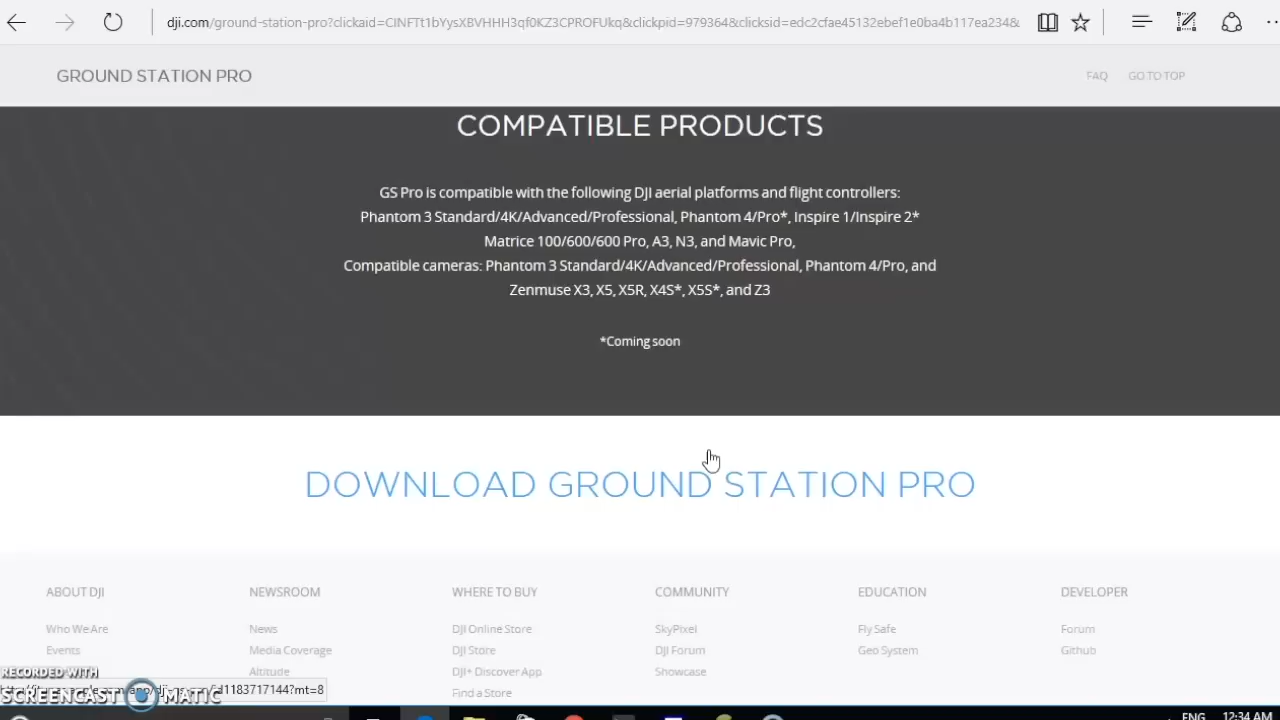 dji.com/ground-station-pro?clickaid=CINFTt1bYysXBVHHH3qf0KZ3CPROFUkq&clickpid=979364&clicksid=edc2cfae45132ebef1e0ba4b117ea234&
GROUND STATION PRO
FAQ GO TO TOP
COMPATIBLE PRODUCTS
GS Pro is compatible with the following DJI aerial platforms and flight controllers:
Phantom 3 Standard/4K/Advanced/Professional, Phantom 4/Pro*, Inspire 1/Inspire 2*
Matrice 100/600/600 Pro, A3, N3, and Mavic Pro,
Compatible cameras: Phantom 3 Standard/4K/Advanced/Professional, Phantom 4/Pro, and
Zenmuse X3, X5, X5R, X4S*, X5S*, and Z3
*Coming soon
DOWNLOAD GROUND STATION PRO
ABOUT DJI NEWSROOM WHERE TO BUY COMMUNITY EDUCATION DEVELOPER
Who We Are News DJI Online Store SkyPixel Fly Safe Forum
Events Media Coverage DJI Store DJI Forum Geo System Github
Altitude DJI+ Discover App Showcase
RECORDED WITH
Find a Store
SCREENCAST MATIC
ENG 12:34 AM